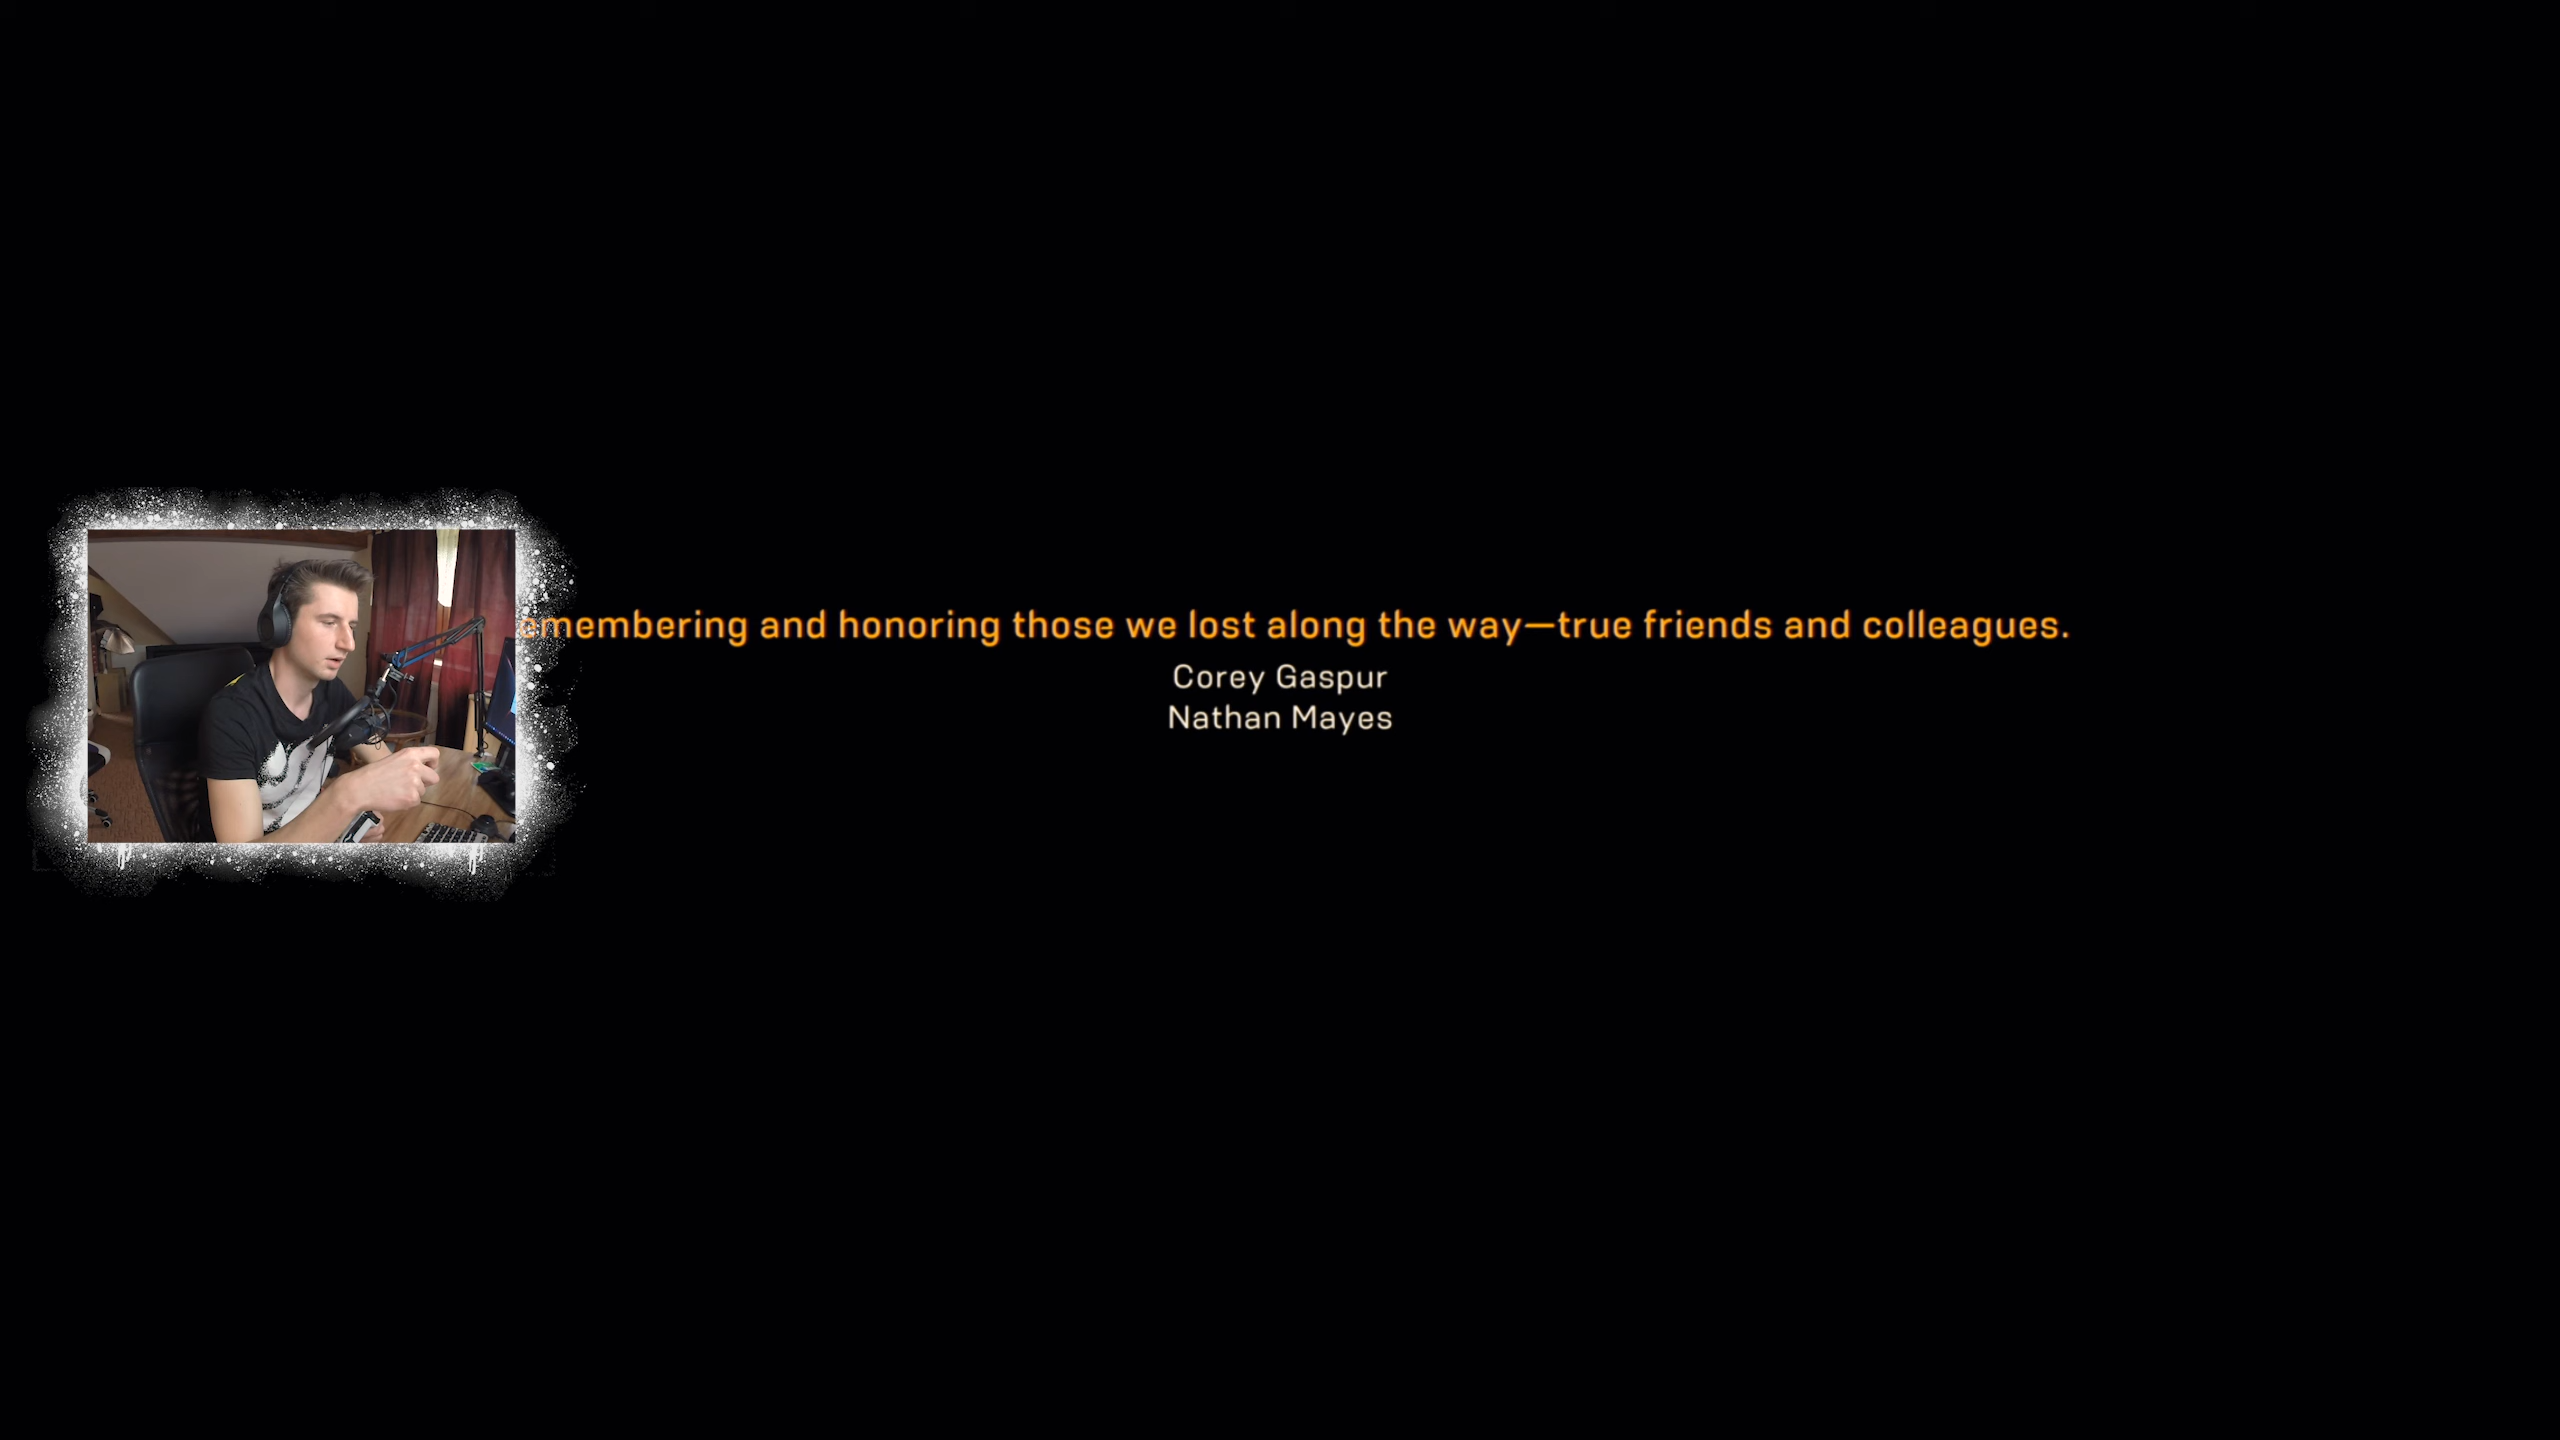 emembering and honoring those we lost along the way—true friends and colleagues.
Corey Gaspur
Nathan Mayes